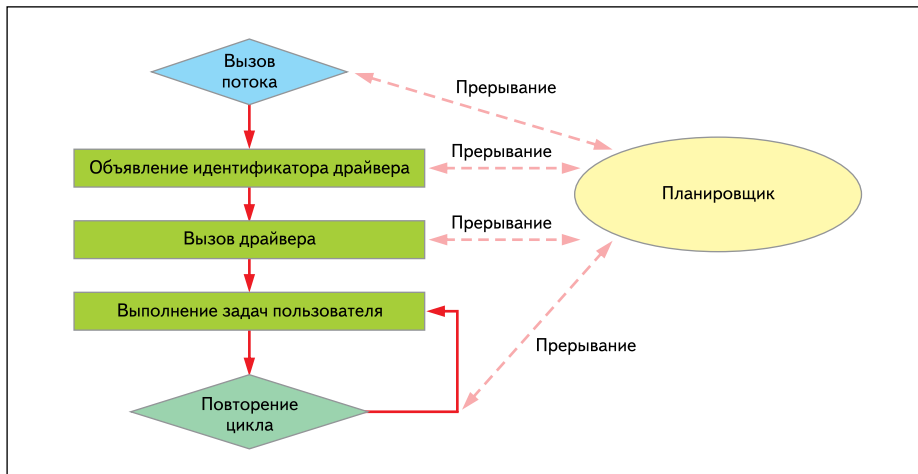 Вызов
потока
Прерывание
Объявление идентификатора драйвера
Прерывание
Планировщик
Вызов драйвера
Прерывание
Выполнение задач пользователя
Прерывание
Повторение
цикла